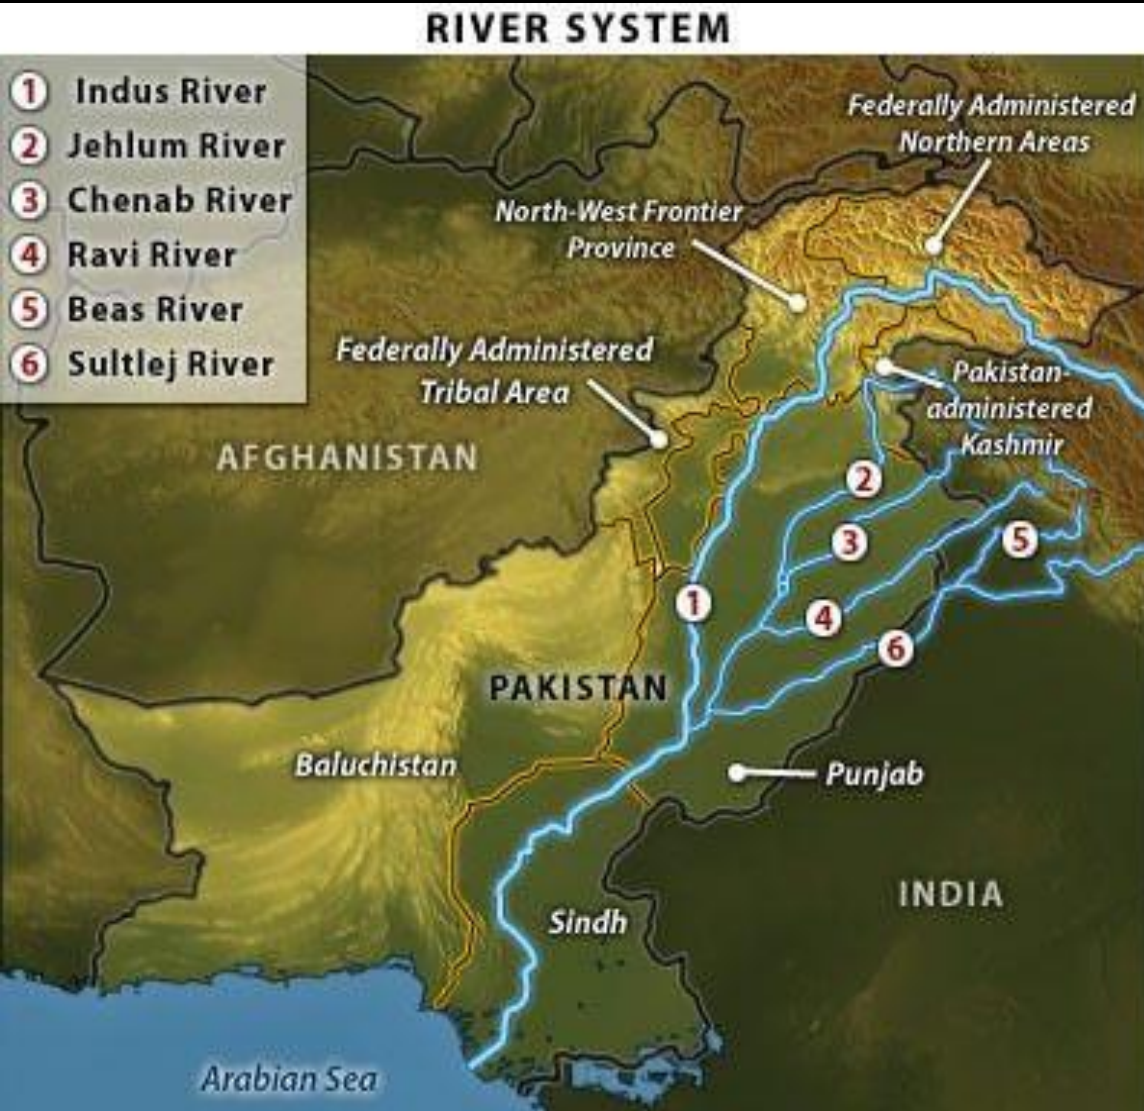 RIVER SYSTEM
1 Indus River
2 Jehlum River
3 Chenab River
4 Ravi River
5 Beas River
6 Sultlej River
Federally Administered
Northern Areas
North-West Frontier
Province
Federally Administered
Tribal Area
Pakistan-
administered
Kashmir
AFGHANISTAN
2
3
5
1
4
6
PAKISTAN
Baluchistan
Punjab
INDIA
Sindh
Arabian Sea